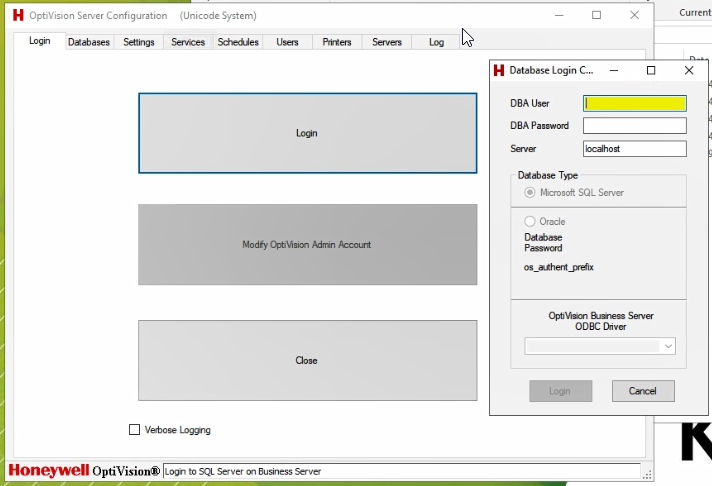 OptiVision Server Configuration (Unicode System)
Current
Login Databases Settings Services Schedules Users Printers Servers Log
Login
Modify OptiVision Admin Account
Close
Verbose Logging
Honeywell OptiVision® Login to SQL Server on Business Server
Database Login C...
DBA User
DBA Password
Server localhost
Database Type
Microsoft SQL Server
Oracle
Database
Password
os_authent_prefix
OptiVision Business Server
ODBC Driver
Login Cancel
K